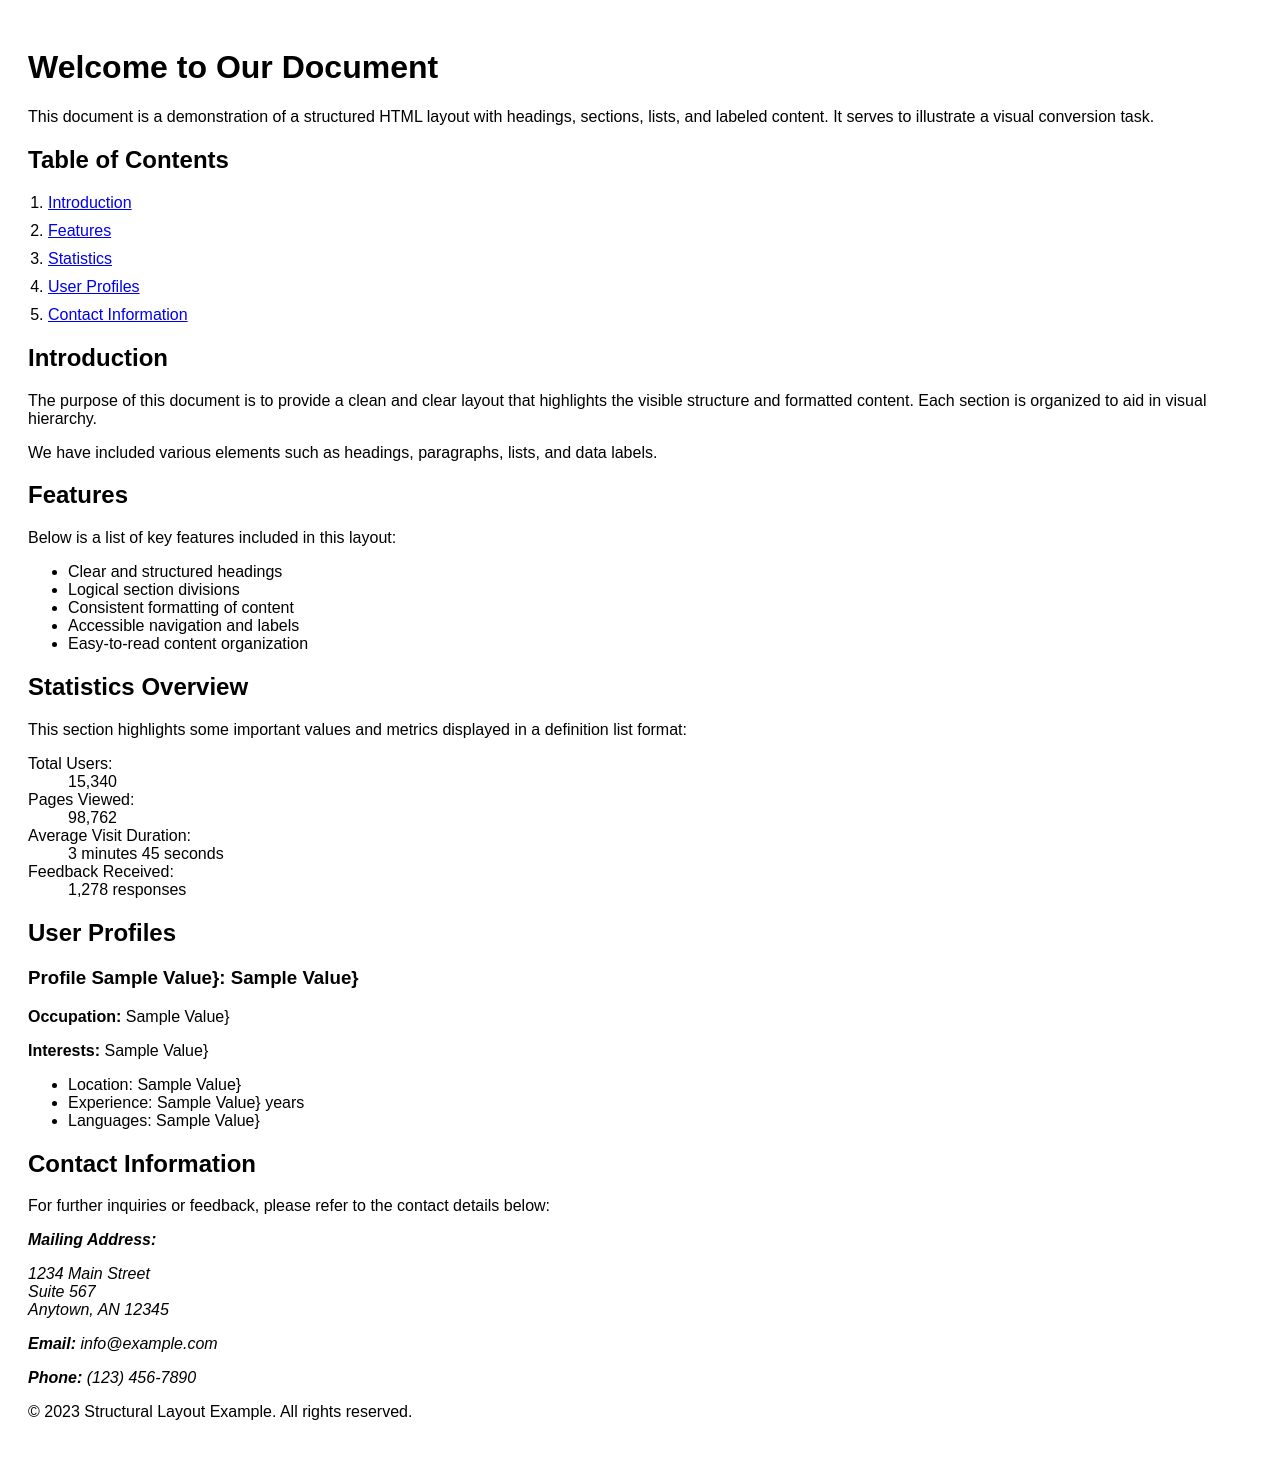 Welcome to Our Document
This document is a demonstration of a structured HTML layout with headings, sections, lists, and labeled content. It serves to illustrate a visual conversion task.
Table of Contents
1. Introduction
2. Features
3. Statistics
4. User Profiles
5. Contact Information
Introduction
The purpose of this document is to provide a clean and clear layout that highlights the visible structure and formatted content. Each section is organized to aid in visual
hierarchy.
We have included various elements such as headings, paragraphs, lists, and data labels.
Features
Below is a list of key features included in this layout:
• Clear and structured headings
• Logical section divisions
• Consistent formatting of content
• Accessible navigation and labels
• Easy-to-read content organization
Statistics Overview
This section highlights some important values and metrics displayed in a definition list format:
Total Users:
15,340
Pages Viewed:
98,762
Average Visit Duration:
3 minutes 45 seconds
Feedback Received:
1,278 responses
User Profiles
Profile Sample Value}: Sample Value}
Occupation: Sample Value}
Interests: Sample Value}
• Location: Sample Value}
• Experience: Sample Value} years
• Languages: Sample Value}
Contact Information
For further inquiries or feedback, please refer to the contact details below:
Mailing Address:
1234 Main Street
Suite 567
Anytown, AN 12345
Email: info@example.com
Phone: (123) 456-7890
© 2023 Structural Layout Example. All rights reserved.